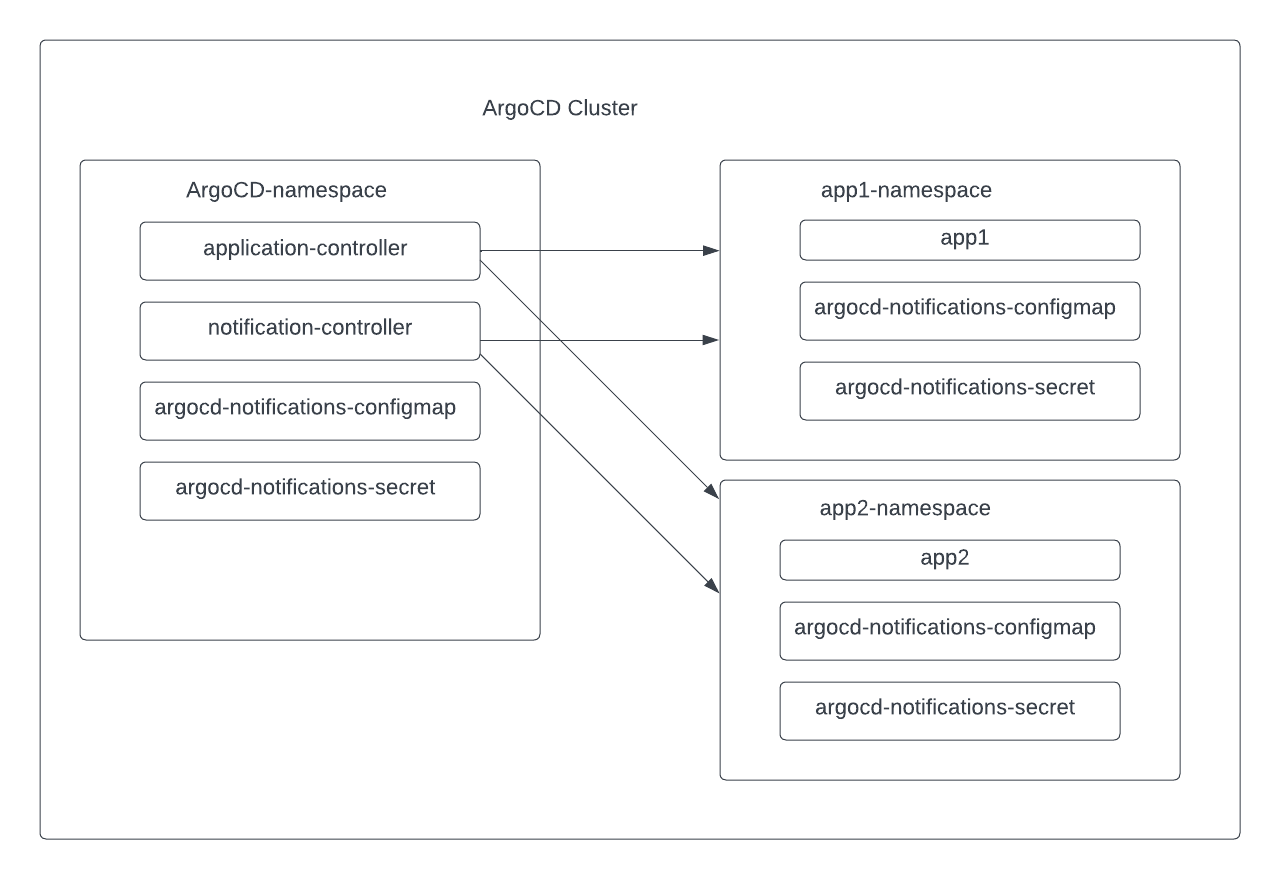 ArgoCD Cluster
ArgoCD-namespace
application-controller
notification-controller
argocd-notifications-configmap
argocd-notifications-secret
app1-namespace
app1
argocd-notifications-configmap
argocd-notifications-secret
app2-namespace
app2
argocd-notifications-configmap
argocd-notifications-secret